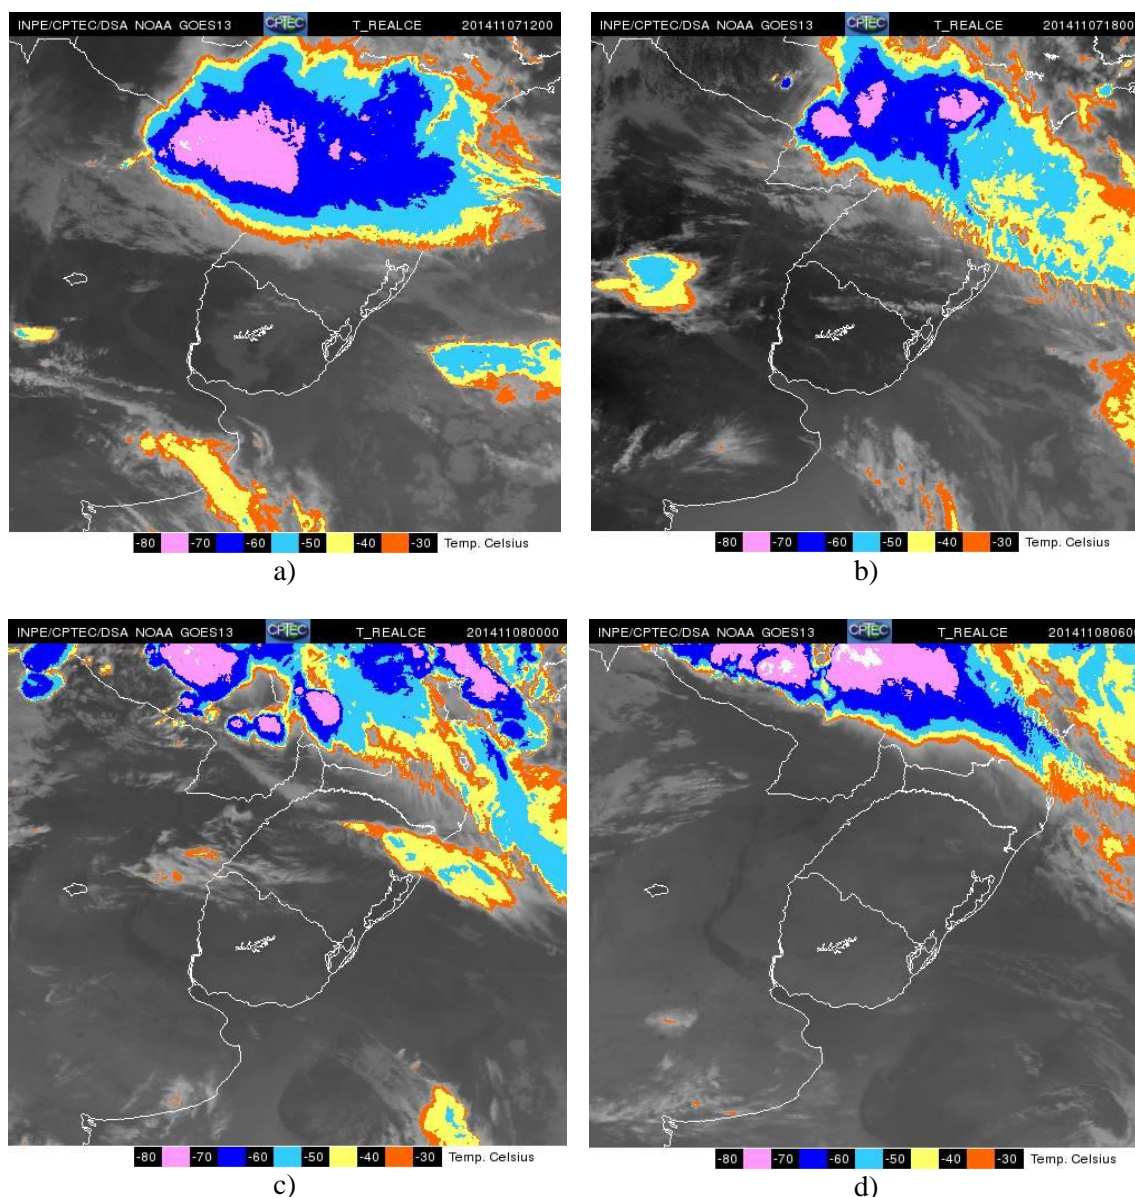 INPE/CPTEC/DSA NOAA GOES13 CPTEC T_REALCE 201411071200
INPE/CPTEC/DSA NOAA GOES13 CPTEC T_REALCE 201411071800
-80 -70 -60 -50 -40 -30 Temp. Celsius
-80 -70 -60 -50 -40 -30 Temp. Celsius
a)
b)
INPE/CPTEC/DSA NOAA GOES13 CPTEC T_REALCE 201411080000
INPE/CPTEC/DSA NOAA GOES13 CPTEC T_REALCE 201411080600
-80 -70 -60 -50 -40 -30 Temp. Celsius
-80 -70 -60 -50 -40 -30 Temp. Celsius
c)
d)